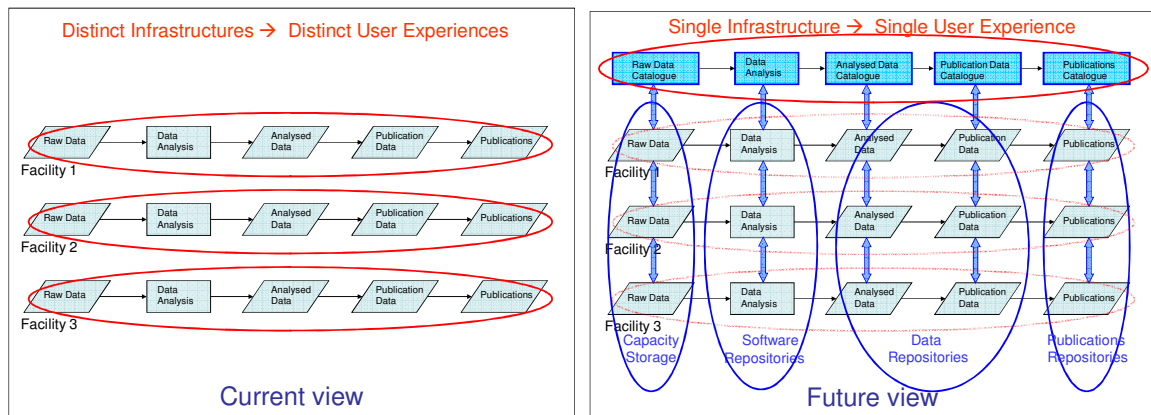 Distinct Infrastructures → Distinct User Experiences
Raw Data
Data
Analysis
Analysed
Data
Publication
Data
Publications
Facility 1
Raw Data
Data
Analysis
Analysed
Data
Publication
Data
Publications
Facility 2
Raw Data
Data
Analysis
Analysed
Data
Publication
Data
Publications
Facility 3
Current view
Single Infrastructure → Single User Experience
Raw Data
Catalogue
Data
Analysis
Analysed Data
Catalogue
Publication Data
Catalogue
Publications
Catalogue
Raw Data
Data
Analysis
Analysed
Data
Publication
Data
Publications
Facility 1
Raw Data
Data
Analysis
Analysed
Data
Publication
Data
Publications
Facility 2
Raw Data
Data
Analysis
Analysed
Data
Publication
Data
Publications
Facility 3
Capacity
Storage
Software
Repositories
Data
Repositories
Publications
Repositories
Future view